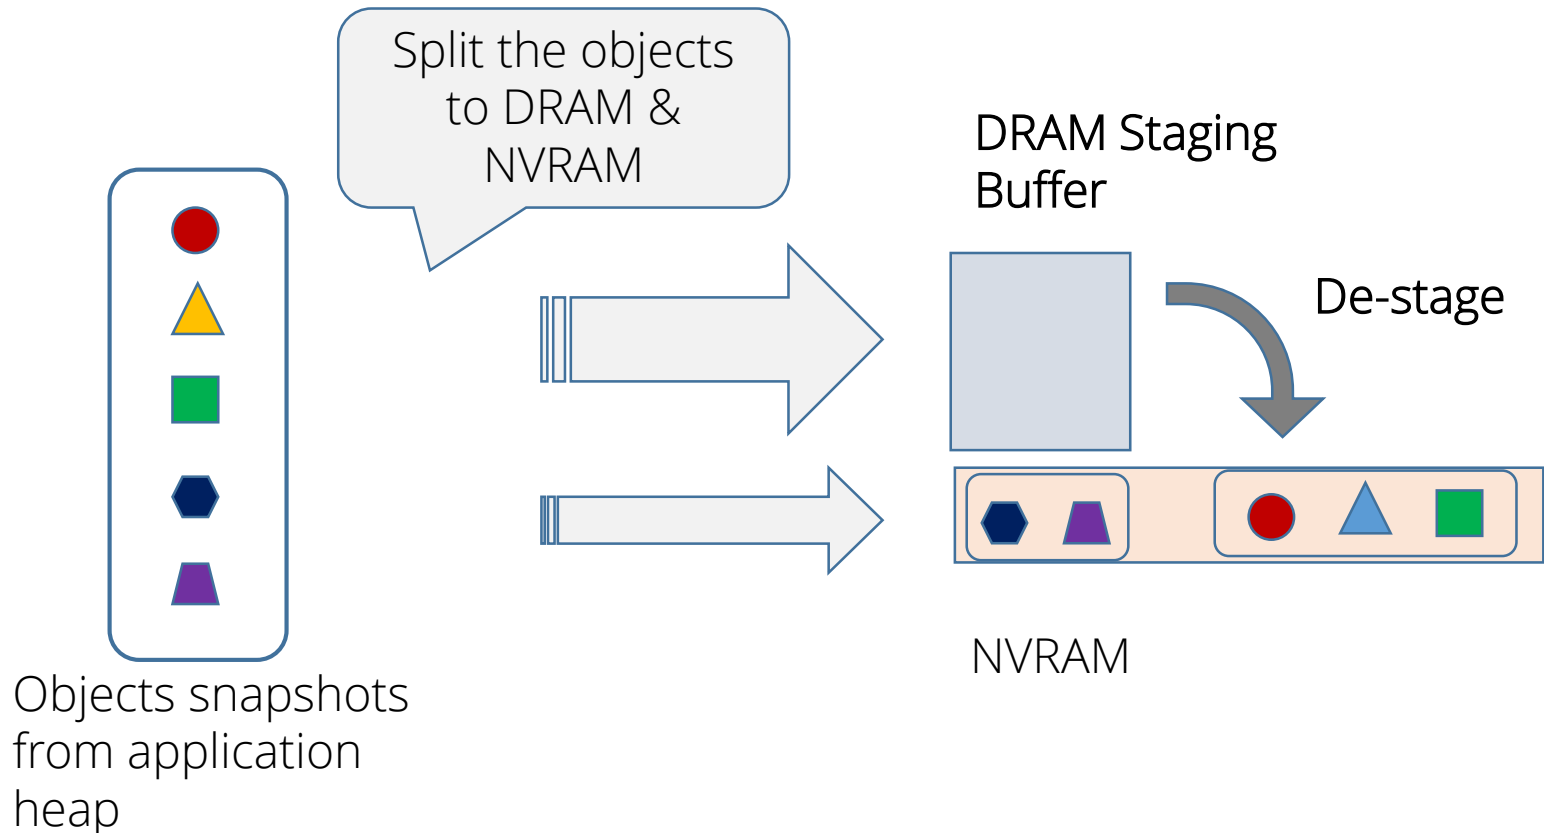 Split the objects
to DRAM &
NVRAM
DRAM Staging
Buffer
De-stage
NVRAM
Objects snapshots
from application
heap